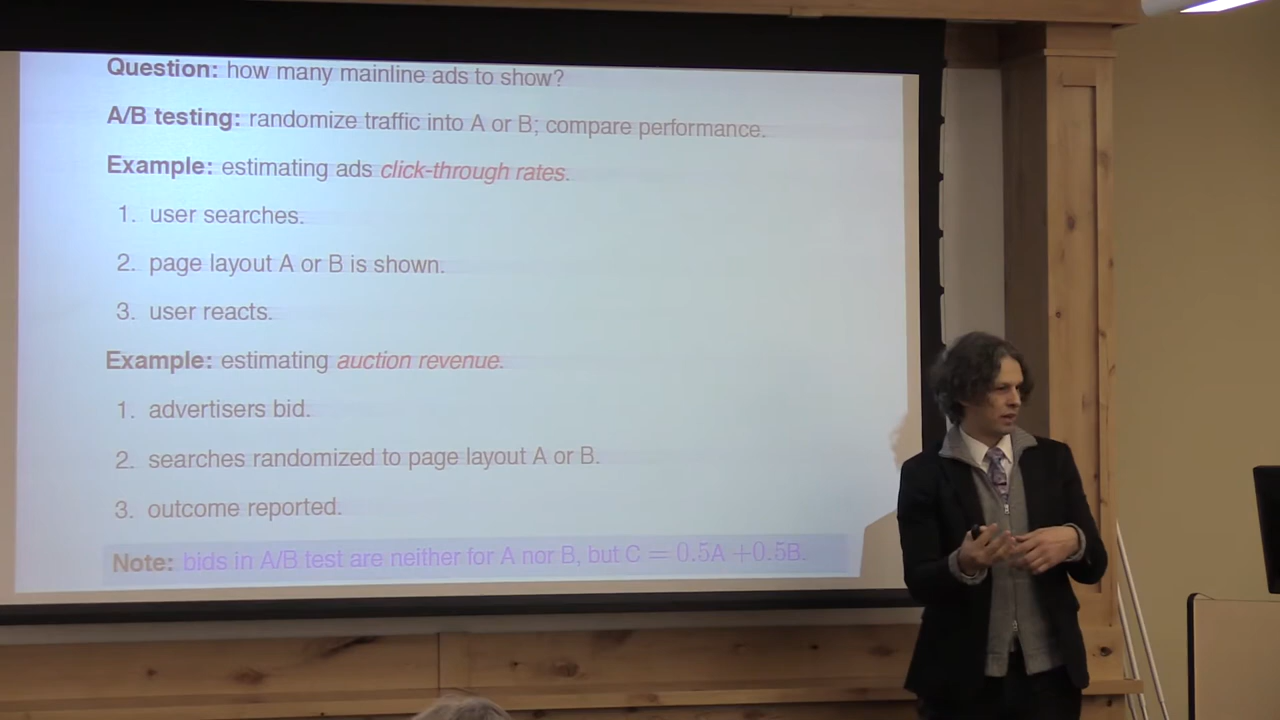 Question: how many mainline ads to show?
A/B testing: randomize traffic into A or B; compare performance.
Example: estimating ads click-through rates.
1. user searches.
2. page layout A or B is shown.
3. user reacts.
Example: estimating auction revenue.
1. advertisers bid.
2. searches randomized to page layout A or B.
3. outcome reported.
Note: bids in A/B test are neither for A nor B, but C = 0.5A +0.5B.